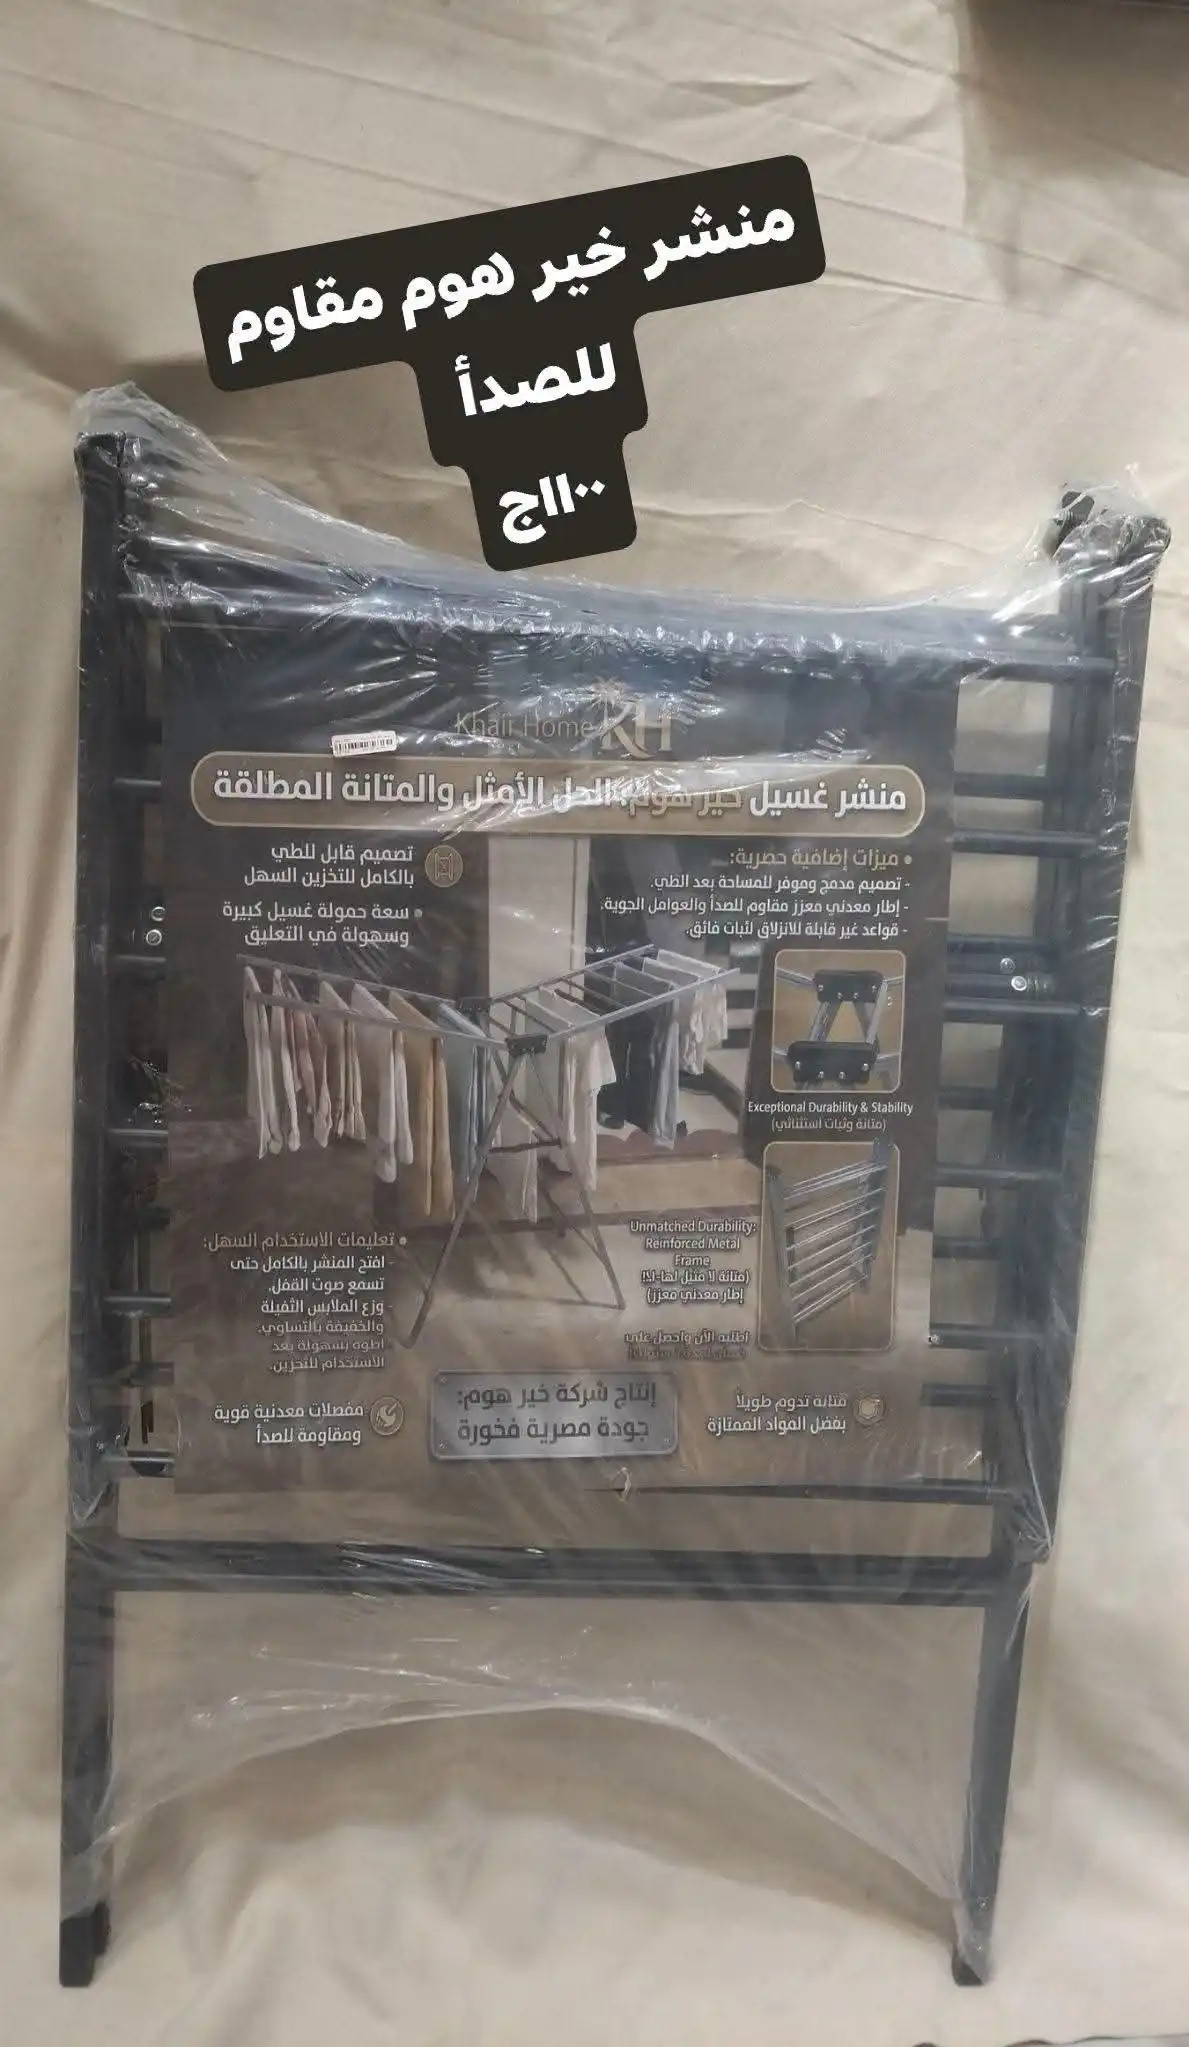 منشر خير هوم مقاوم
للصدأ
١١٠٠ج
Khair Home KH
منشر غسيل خير هوم: الحل الأمثل والمتانة المطلقة
• ميزات إضافية حصرية:
- تصميم مدمج وموفر للمساحة بعد الطي.
- إطار معدني معزز مقاوم للصدأ والعوامل الجوية.
- قواعد غير قابلة للانزلاق لثبات فائق.
تصميم قابل للطي
بالكامل للتخزين السهل
• سعة حمولة غسيل كبيرة
وسهولة في التعليق
Exceptional Durability & Stability
(متانة وثبات استثنائي)
Unmatched Durability:
Reinforced Metal
Frame
(متانة لا مثيل لها
إطار معدني معزز)
اطلبه الآن واحصل على
• تعليمات الاستخدام السهل:
- افتح المنشر بالكامل حتى
تسمع صوت القفل.
- وزع الملابس الثقيلة
والخفيفة بالتساوي.
اطوه بسهولة بعد
الاستخدام للتخزين.
متانة تدوم طويلاً
بفضل المواد الممتازة
إنتاج شركة خير هوم:
جودة مصرية فخورة
مفصلات معدنية قوية
ومقاومة للصدأ